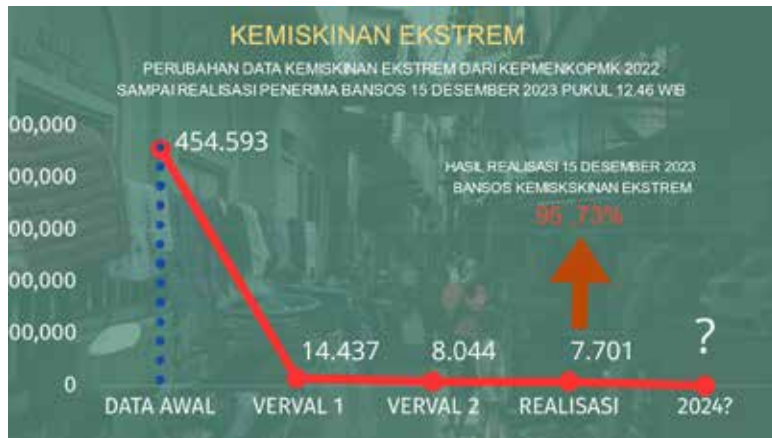 KEMISKINAN EKSTREM
PERUBAHAN DATA KEMISKINAN EKSTREM DARI KEPMENKOPMK 2022
SAMPAI REALISASI PENERIMA BANSOS 15 DESEMBER 2023 PUKUL 12.46 WIB
00,000
454.593
00,000
HASIL REALISASI 15 DESEMBER 2023
BANSOS KEMISKSKINAN EKSTREM
00,000
95 ,73%
00,000
00,000
14.437
8.044
7.701
?
0
DATA AWAL
VERVAL 1
VERVAL 2
REALISASI
2024?